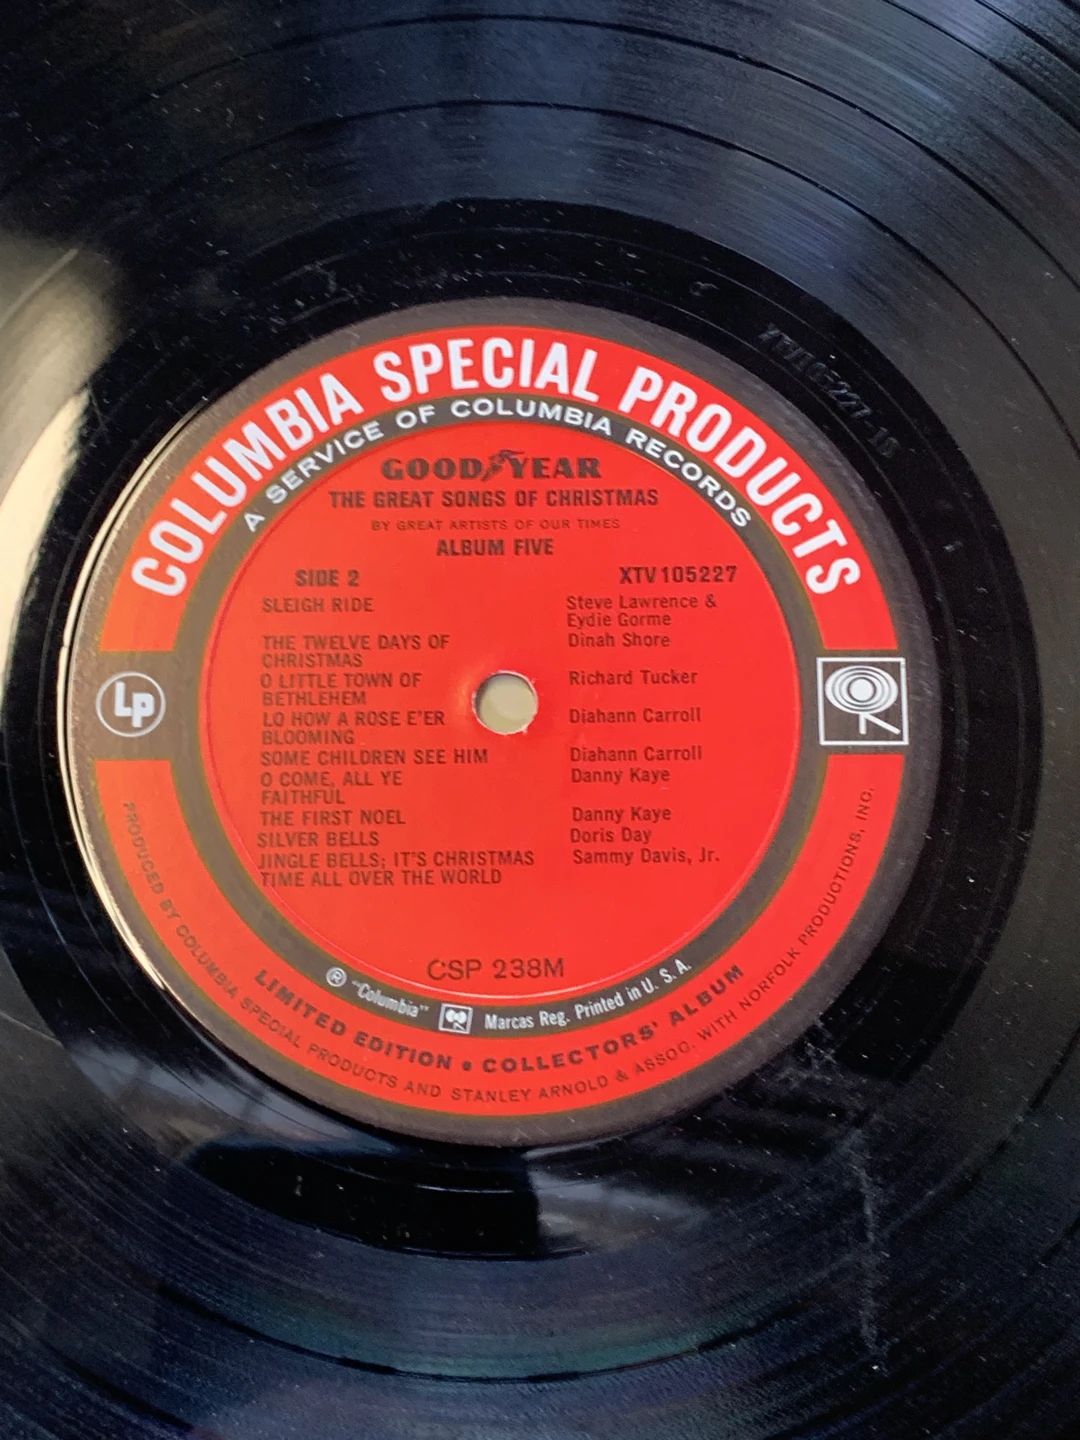 COLUMBIA SPECIAL PRODUCTS
A SERVICE OF COLUMBIA RECORDS
GOODYEAR
THE GREAT SONGS OF CHRISTMAS
BY GREAT ARTISTS OF OUR TIMES
ALBUM FIVE
SIDE 2 XTV105227
SLEIGH RIDE Steve Lawrence &
Eydie Gorme
THE TWELVE DAYS OF Dinah Shore
CHRISTMAS
O LITTLE TOWN OF Richard Tucker
BETHLEHEM
LO HOW A ROSE E'ER Diahann Carroll
BLOOMING
SOME CHILDREN SEE HIM Diahann Carroll
O COME, ALL YE Danny Kaye
FAITHFUL
THE FIRST NOEL Danny Kaye
SILVER BELLS Doris Day
JINGLE BELLS; IT'S CHRISTMAS Sammy Davis, Jr.
TIME ALL OVER THE WORLD
LP
CSP 238M
® "Columbia" Marcas Reg. Printed in U. S. A.
LIMITED EDITION • COLLECTORS' ALBUM
PRODUCED BY COLUMBIA SPECIAL PRODUCTS AND STANLEY ARNOLD & ASSOC. WITH NORFOLK PRODUCTIONS, INC.